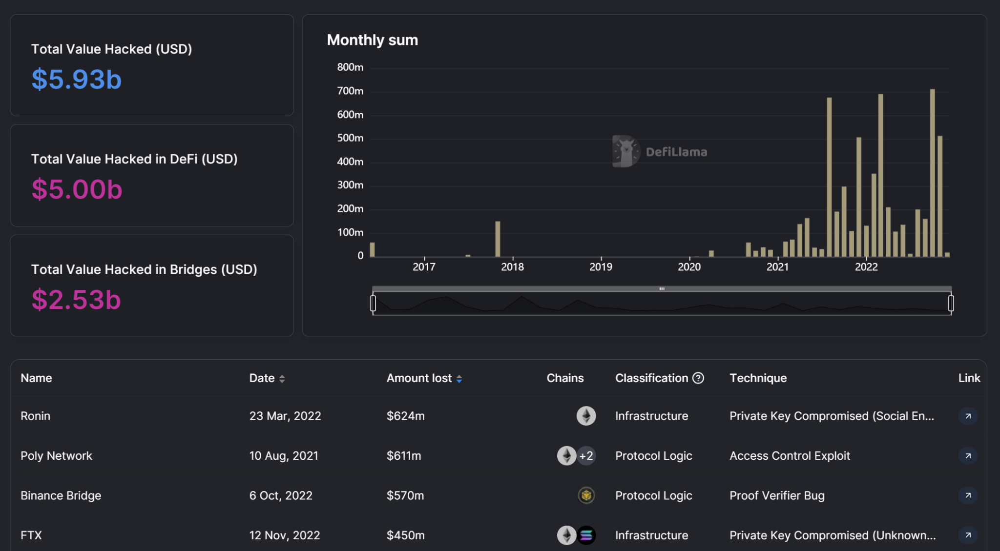 Total Value Hacked (USD)
$5.93b
Total Value Hacked in DeFi (USD)
$5.00b
Total Value Hacked in Bridges (USD)
$2.53b
Monthly sum
800m
700m
600m
500m
400m
300m
200m
100m
0
DefiLlama
2017 2018 2019 2020 2021 2022
Name Date Amount lost Chains Classification ? Technique Link
Ronin 23 Mar, 2022 $624m Infrastructure Private Key Compromised (Social En...
Poly Network 10 Aug, 2021 $611m +2 Protocol Logic Access Control Exploit
Binance Bridge 6 Oct, 2022 $570m Protocol Logic Proof Verifier Bug
FTX 12 Nov, 2022 $450m Infrastructure Private Key Compromised (Unknown...